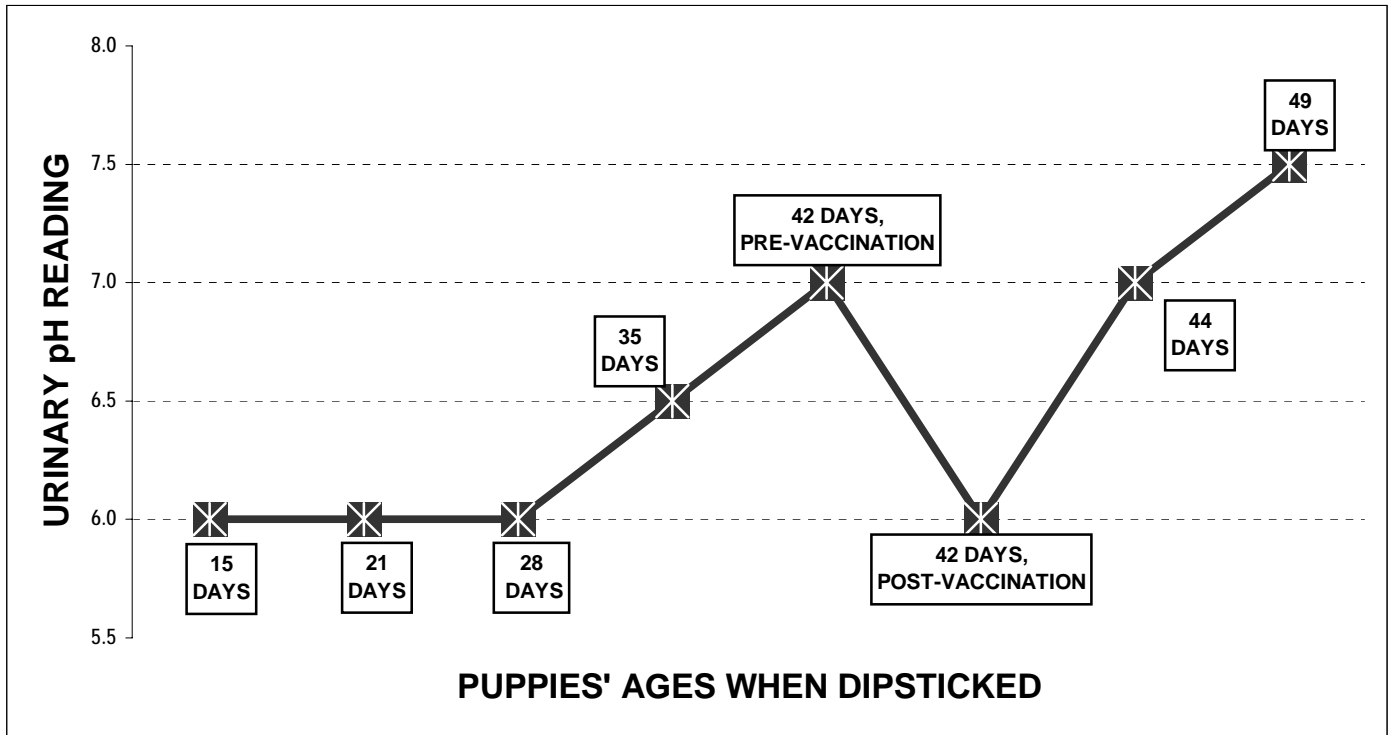 8.0
7.5
7.0
6.5
6.0
5.5
URINARY pH READING
15
DAYS
21
DAYS
28
DAYS
35
DAYS
42 DAYS,
PRE-VACCINATION
42 DAYS,
POST-VACCINATION
44
DAYS
49
DAYS
PUPPIES' AGES WHEN DIPSTICKED